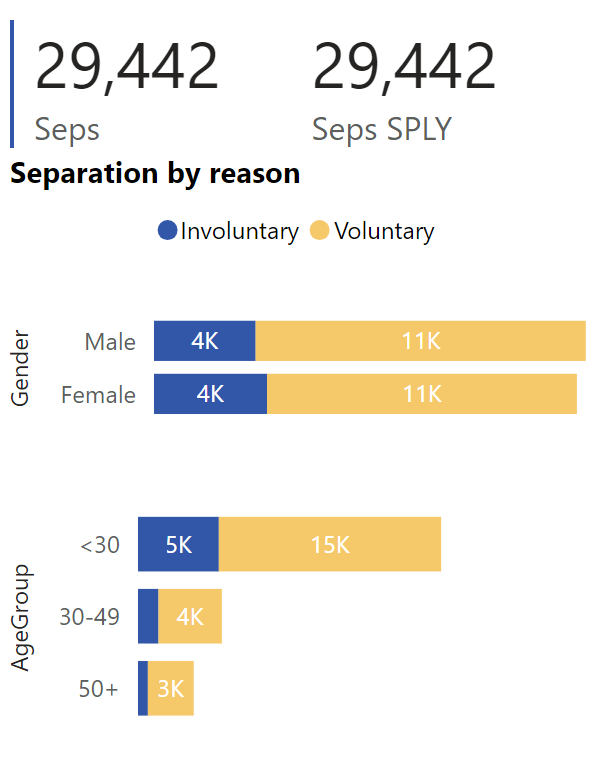 29,442 29,442
Seps Seps SPLY
Separation by reason
Involuntary Voluntary
Gender
Male 4K 11K
Female 4K 11K
AgeGroup
<30 5K 15K
30-49 4K
50+ 3K